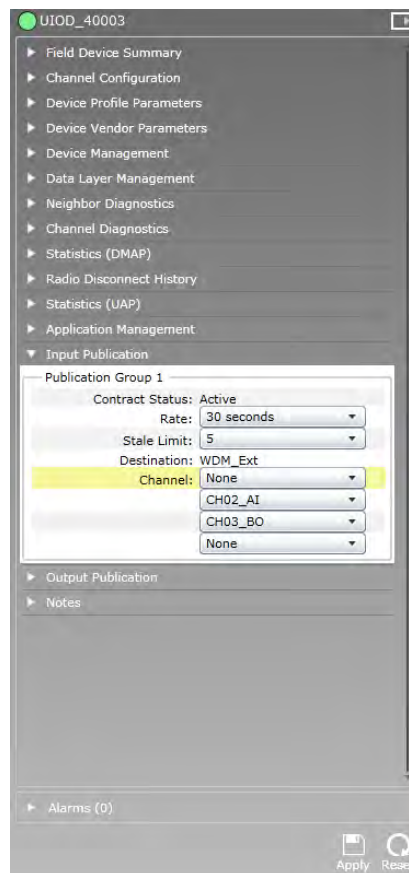 UIOD_40003
Field Device Summary
Channel Configuration
Device Profile Parameters
Device Vendor Parameters
Device Management
Data Layer Management
Neighbor Diagnostics
Channel Diagnostics
Statistics (DMAP)
Radio Disconnect History
Statistics (UAP)
Application Management
Input Publication
Publication Group 1
Contract Status: Active
Rate: 30 seconds
Stale Limit: 5
Destination: WDM_Ext
Channel: None
CH02_AI
CH03_BO
None
Output Publication
Notes
Alarms (0)
Apply Rese